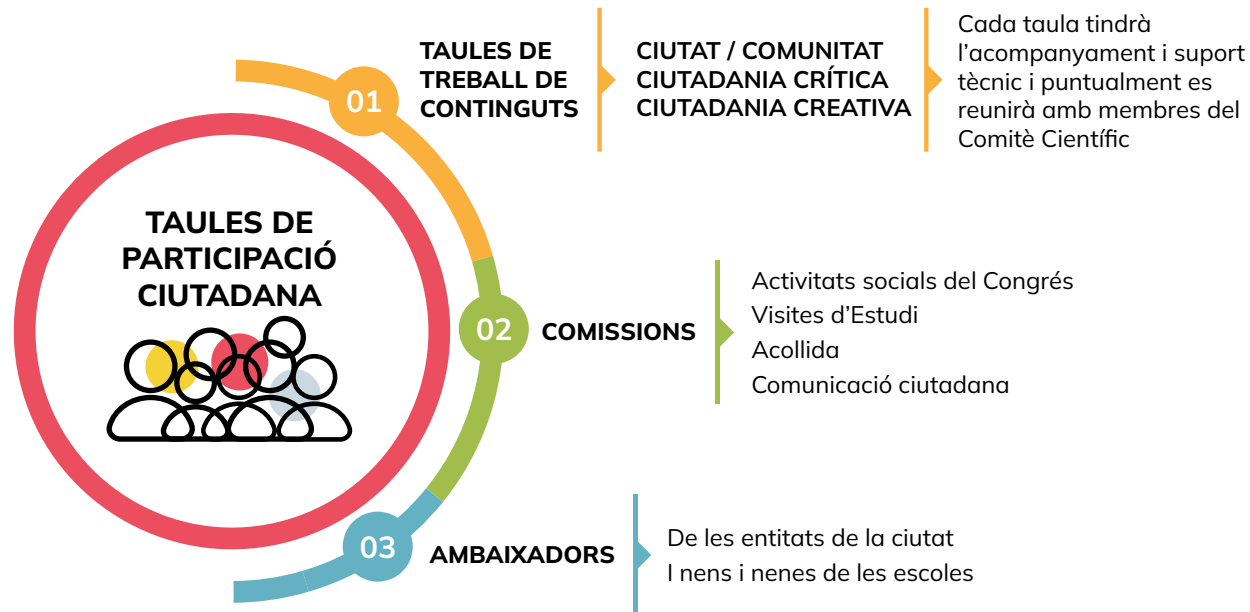 TAULES DE
PARTICIPACIÓ
CIUTADANA
01
TAULES DE
TREBALL DE
CONTINGUTS
CIUTAT / COMUNITAT
CIUTADANIA CRÍTICA
CIUTADANIA CREATIVA
Cada taula tindrà
l’acompanyament i suport
tècnic i puntualment es
reunirà amb membres del
Comitè Científic
02
COMISSIONS
Activitats socials del Congrés
Visites d’Estudi
Acollida
Comunicació ciutadana
03
AMBAIXADORS
De les entitats de la ciutat
I nens i nenes de les escoles